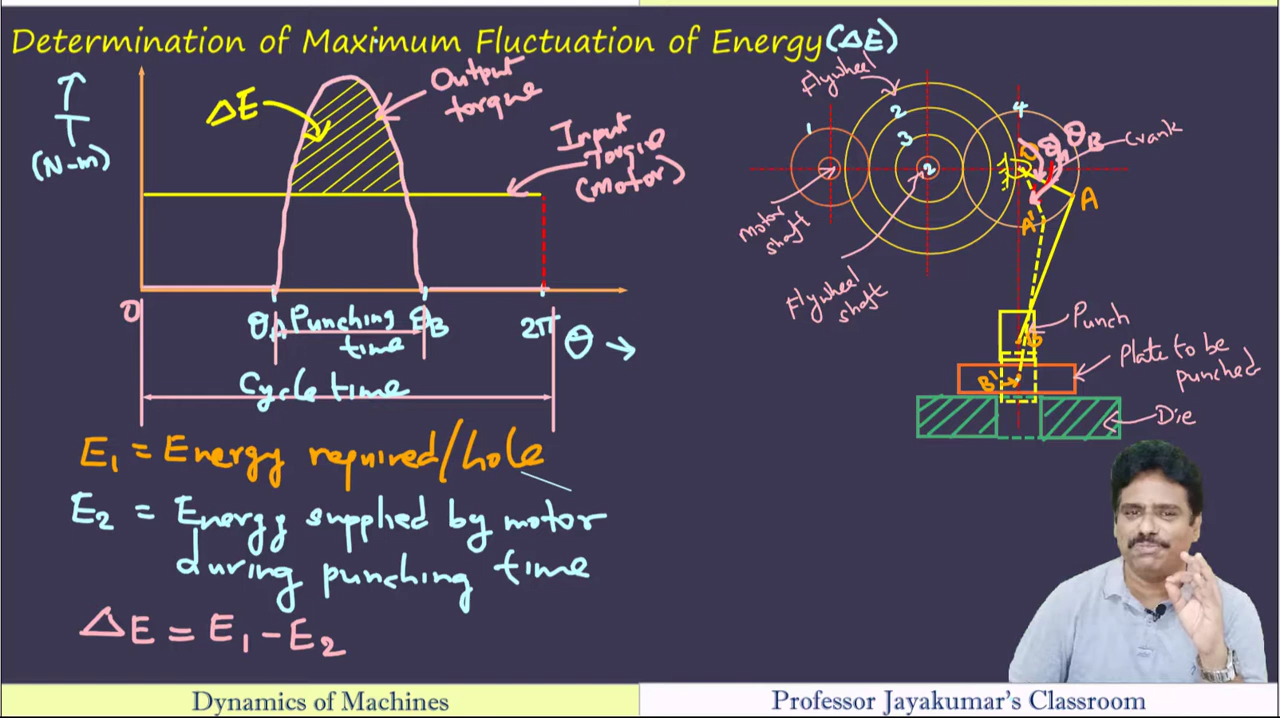 Determination of Maximum Fluctuation of Energy (ΔE)
T
(N-m)
ΔE
Output
torque
Input
Torque
(motor)
0
θA
Punching
time
θB
2π
θ
Cycle time
E1 = Energy required/hole
E2 = Energy supplied by motor
during punching time
ΔE = E1 - E2
Flywheel
1
2
3
2
4
θA
θB
Crank
A
A'
motor
shaft
Flywheel
shaft
B
B'
Punch
Plate to be
punched
Die
Dynamics of Machines
Professor Jayakumar's Classroom